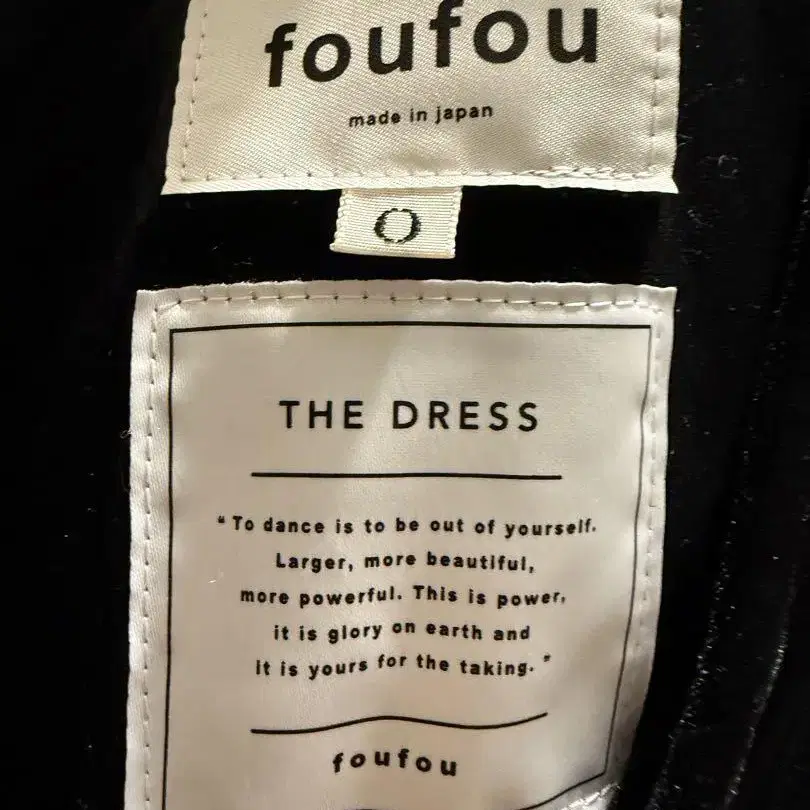 foufou
made in japan
0
THE DRESS
“To dance is to be out of yourself.
Larger, more beautiful,
more powerful. This is power,
it is glory on earth and
it is yours for the taking.”
foufou